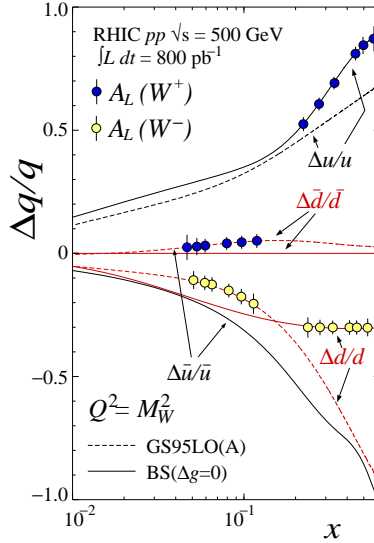 RHIC pp √s = 500 GeV
∫L dt = 800 pb⁻¹
A_L (W⁺)
A_L (W⁻)
Δu/u
Δd̄/d̄
Δū/ū
Δd/d
Q² = M_W²
GS95LO(A)
BS(Δg=0)
Δq/q
1.0
0.5
0
−0.5
−1.0
10⁻²
10⁻¹
x